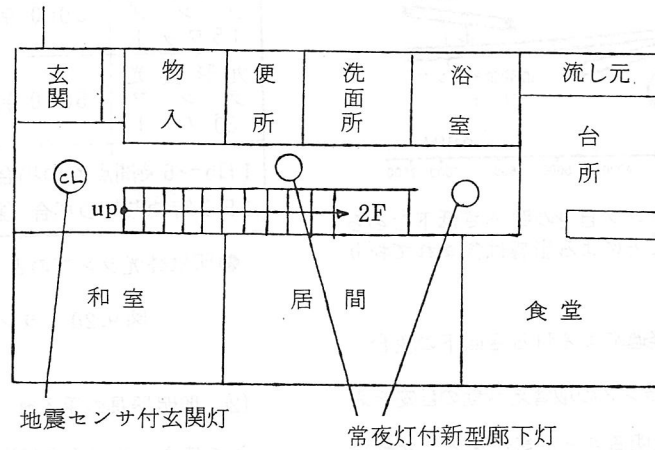 玄関
物入
便所
洗面所
浴室
流し元
台所
CL
up
2F
和室
居間
食堂
地震センサ付玄関灯
常夜灯付新型廊下灯